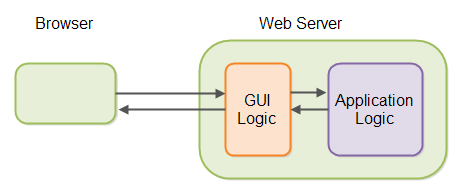 Browser
Web Server
GUI
Logic
Application
Logic